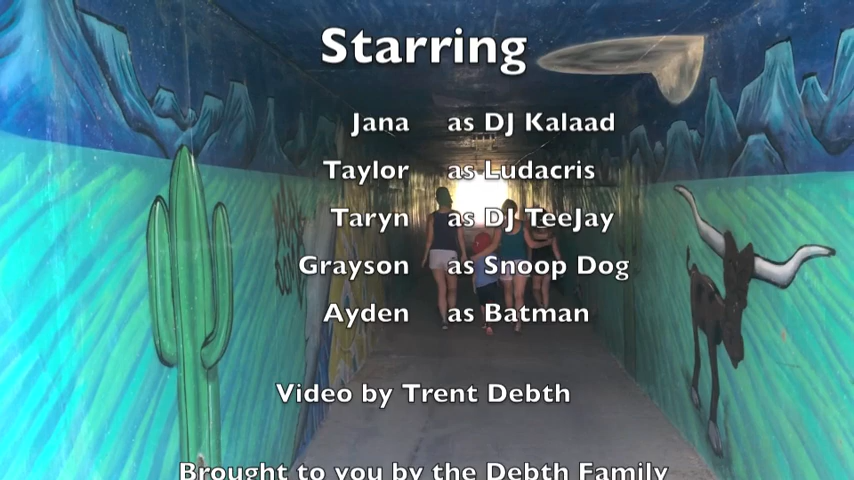 Starring
Jana as DJ Kalaad
Taylor as Ludacris
Taryn as DJ TeeJay
Grayson as Snoop Dog
Ayden as Batman
Video by Trent Debth
Brought to you by the Debth Family